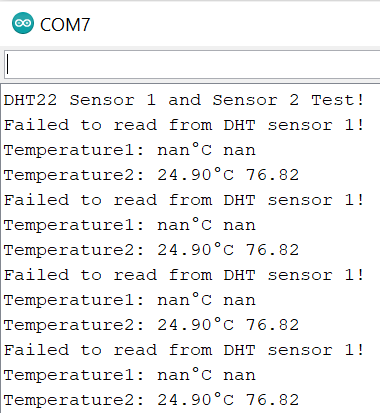 COM7
DHT22 Sensor 1 and Sensor 2 Test!
Failed to read from DHT sensor 1!
Temperature1: nan°C nan
Temperature2: 24.90°C 76.82
Failed to read from DHT sensor 1!
Temperature1: nan°C nan
Temperature2: 24.90°C 76.82
Failed to read from DHT sensor 1!
Temperature1: nan°C nan
Temperature2: 24.90°C 76.82
Failed to read from DHT sensor 1!
Temperature1: nan°C nan
Temperature2: 24.90°C 76.82